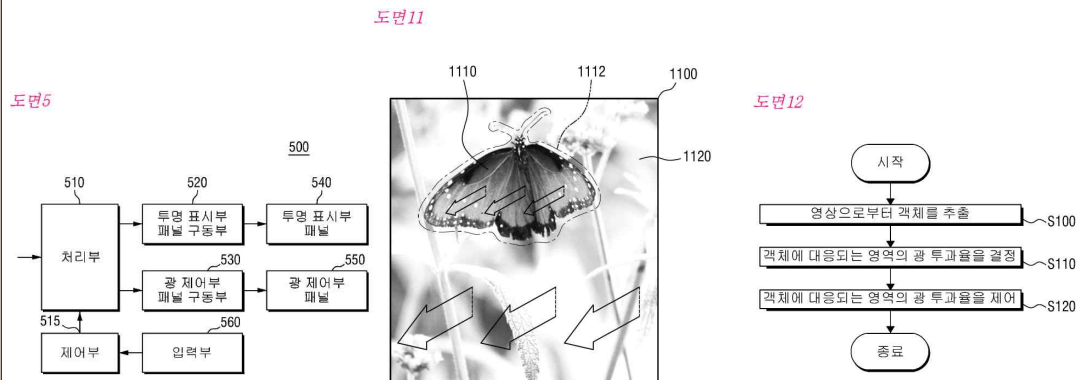 도면5
500
510
520
540
처리부
투명 표시부
패널 구동부
투명 표시부
패널
530
550
광 제어부
패널 구동부
광 제어부
패널
515
560
제어부
입력부
도면11
1110
1112
1100
1120
도면12
시작
영상으로부터 객체를 추출
S100
객체에 대응되는 영역의 광 투과율을 결정
S110
객체에 대응되는 영역의 광 투과율을 제어
S120
종료